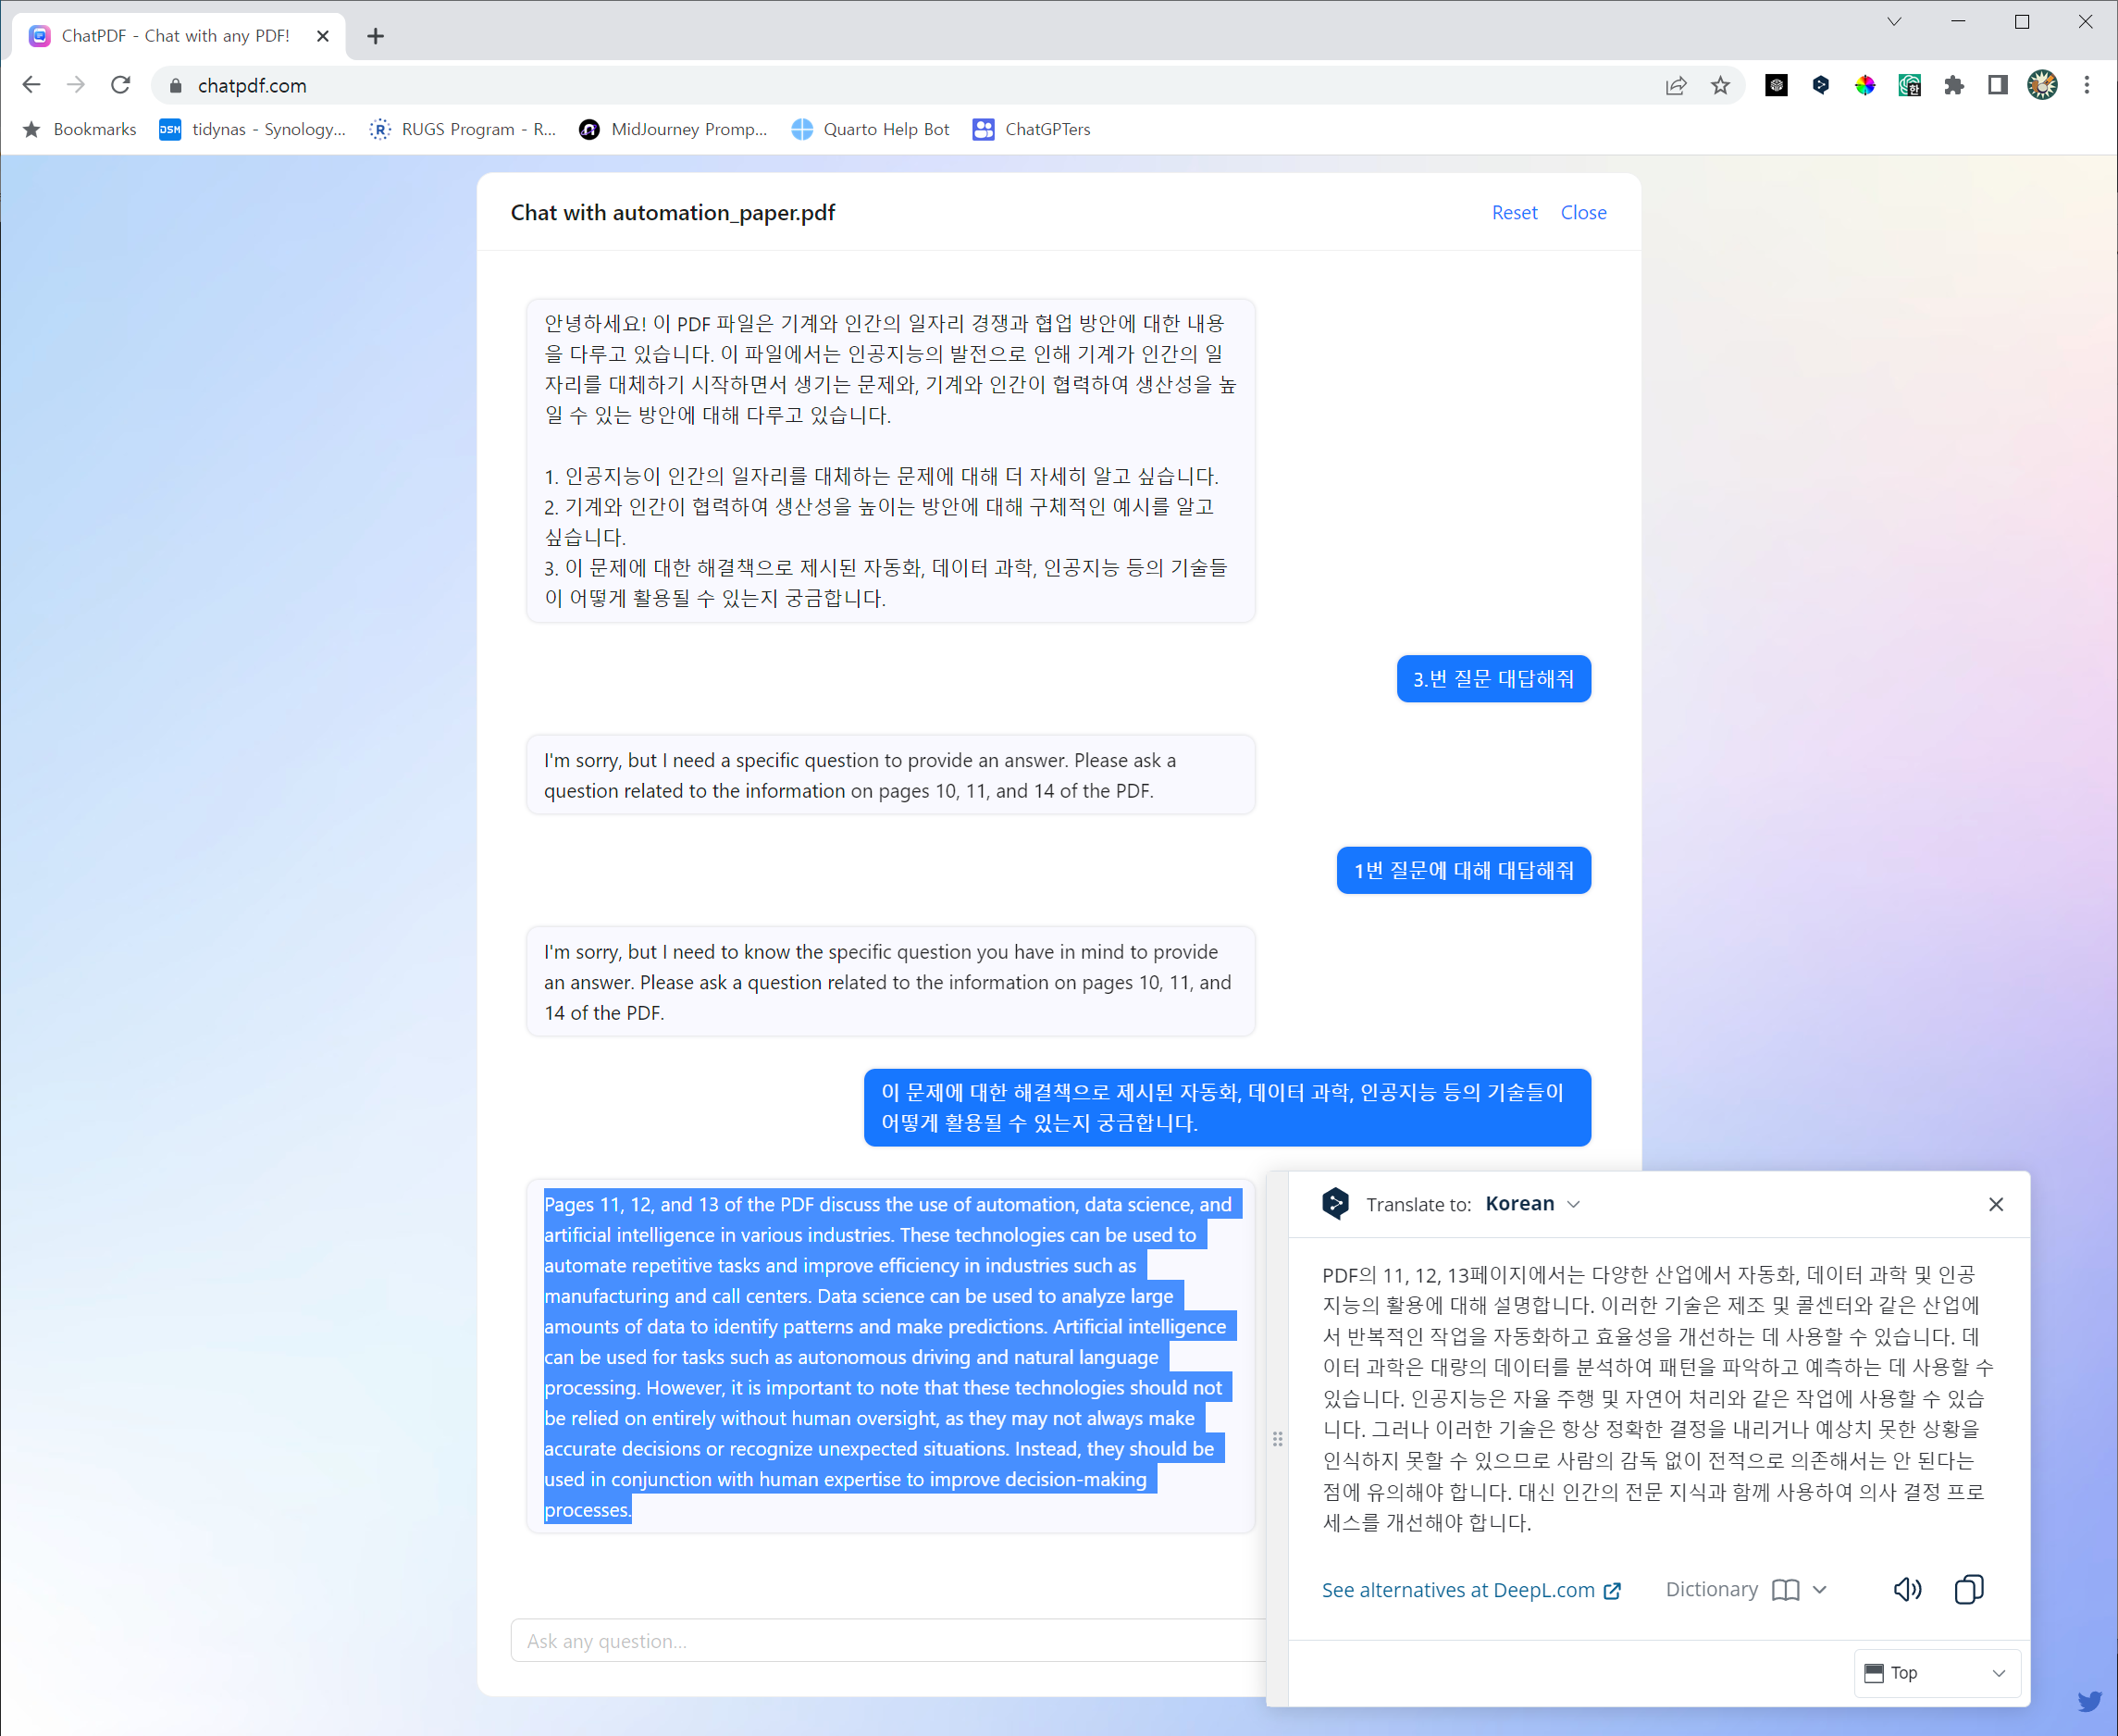 ChatPDF - Chat with any PDF!
chatpdf.com
한
Bookmarks
DSM
tidynas - Synology...
R
RUGS Program - R...
MidJourney Promp...
Quarto Help Bot
ChatGPTers
Chat with automation_paper.pdf
Reset
Close
안녕하세요! 이 PDF 파일은 기계와 인간의 일자리 경쟁과 협업 방안에 대한 내용
을 다루고 있습니다. 이 파일에서는 인공지능의 발전으로 인해 기계가 인간의 일
자리를 대체하기 시작하면서 생기는 문제와, 기계와 인간이 협력하여 생산성을 높
일 수 있는 방안에 대해 다루고 있습니다.
1. 인공지능이 인간의 일자리를 대체하는 문제에 대해 더 자세히 알고 싶습니다.
2. 기계와 인간이 협력하여 생산성을 높이는 방안에 대해 구체적인 예시를 알고
싶습니다.
3. 이 문제에 대한 해결책으로 제시된 자동화, 데이터 과학, 인공지능 등의 기술들
이 어떻게 활용될 수 있는지 궁금합니다.
3.번 질문 대답해줘
I'm sorry, but I need a specific question to provide an answer. Please ask a
question related to the information on pages 10, 11, and 14 of the PDF.
1번 질문에 대해 대답해줘
I'm sorry, but I need to know the specific question you have in mind to provide
an answer. Please ask a question related to the information on pages 10, 11, and
14 of the PDF.
이 문제에 대한 해결책으로 제시된 자동화, 데이터 과학, 인공지능 등의 기술들이
어떻게 활용될 수 있는지 궁금합니다.
Pages 11, 12, and 13 of the PDF discuss the use of automation, data science, and
artificial intelligence in various industries. These technologies can be used to
automate repetitive tasks and improve efficiency in industries such as
manufacturing and call centers. Data science can be used to analyze large
amounts of data to identify patterns and make predictions. Artificial intelligence
can be used for tasks such as autonomous driving and natural language
processing. However, it is important to note that these technologies should not
be relied on entirely without human oversight, as they may not always make
accurate decisions or recognize unexpected situations. Instead, they should be
used in conjunction with human expertise to improve decision-making
processes.
Ask any question...
Translate to: Korean
PDF의 11, 12, 13페이지에서는 다양한 산업에서 자동화, 데이터 과학 및 인공
지능의 활용에 대해 설명합니다. 이러한 기술은 제조 및 콜센터와 같은 산업에
서 반복적인 작업을 자동화하고 효율성을 개선하는 데 사용할 수 있습니다. 데
이터 과학은 대량의 데이터를 분석하여 패턴을 파악하고 예측하는 데 사용할 수
있습니다. 인공지능은 자율 주행 및 자연어 처리와 같은 작업에 사용할 수 있습
니다. 그러나 이러한 기술은 항상 정확한 결정을 내리거나 예상치 못한 상황을
인식하지 못할 수 있으므로 사람의 감독 없이 전적으로 의존해서는 안 된다는
점에 유의해야 합니다. 대신 인간의 전문 지식과 함께 사용하여 의사 결정 프로
세스를 개선해야 합니다.
See alternatives at DeepL.com
Dictionary
Top